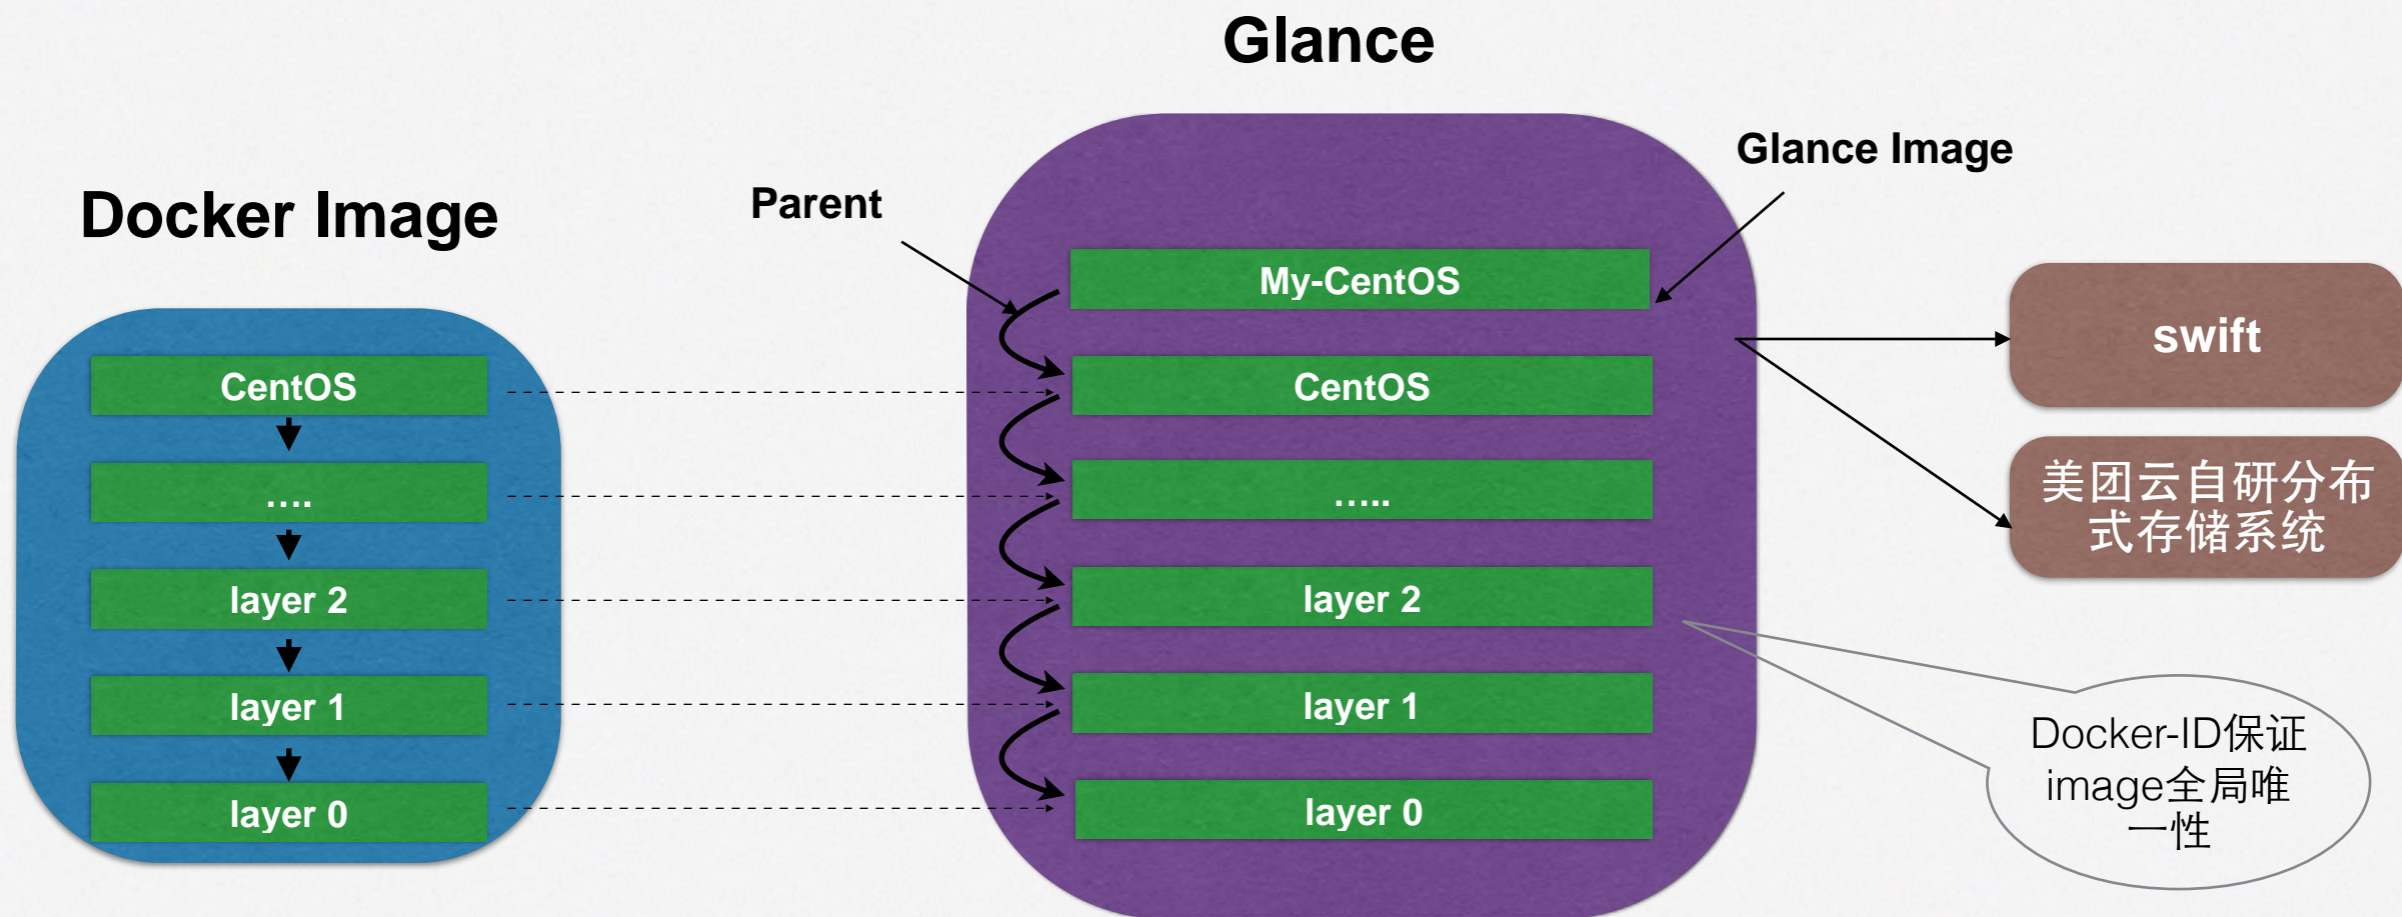 Glance
Docker Image
Parent
Glance Image
CentOS
....
layer 2
layer 1
layer 0
My-CentOS
CentOS
.....
layer 2
layer 1
layer 0
swift
美团云自研分布
式存储系统
Docker-ID保证
image全局唯
一性